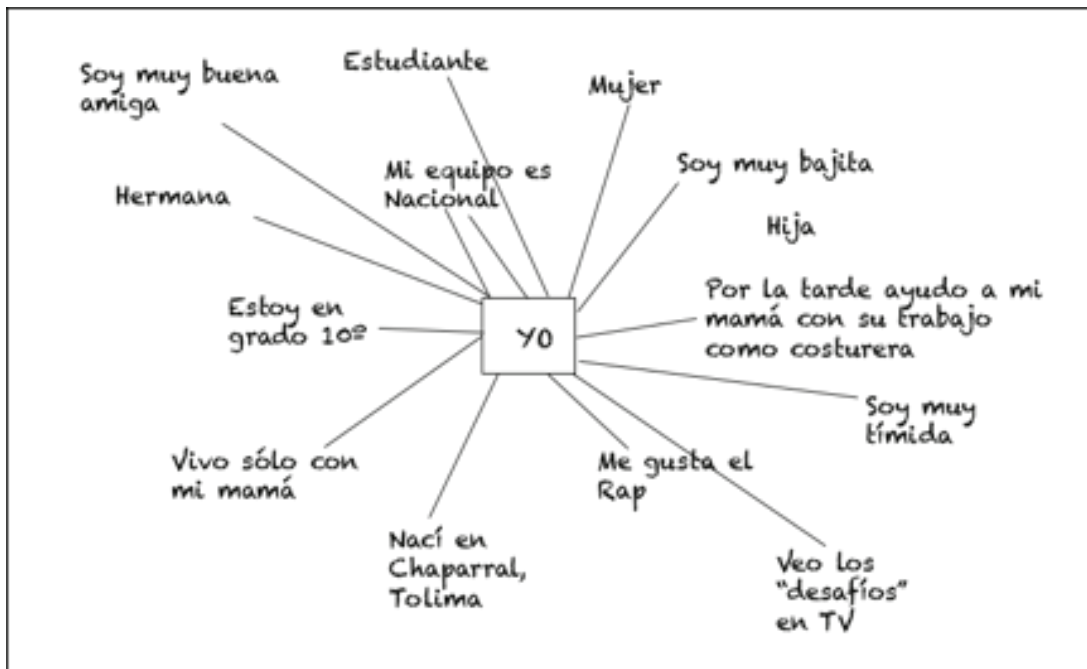 Estudiante
Soy muy buena
amiga
Mujer
Mi equipo es
Nacional
Soy muy bajita
Hermana
Hija
Estoy en
grado 10º
YO
Por la tarde ayudo a mi
mamá con su trabajo
como costurera
Soy muy
tímida
Vivo sólo con
mi mamá
Me gusta el
Rap
Nací en
Chaparral,
Tolima
Veo los
"desafíos"
en TV